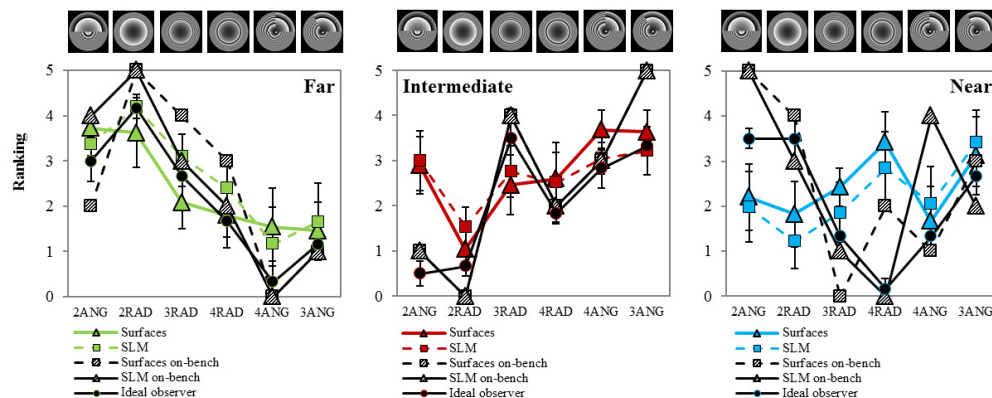 Far
Ranking
5
4
3
2
1
0
2ANG 2RAD 3RAD 4RAD 4ANG 3ANG
Surfaces
SLM
Surfaces on-bench
SLM on-bench
Ideal observer
Intermediate
5
4
3
2
1
0
2ANG 2RAD 3RAD 4RAD 4ANG 3ANG
Surfaces
SLM
Surfaces on-bench
SLM on-bench
Ideal observer
Near
5
4
3
2
1
0
2ANG 2RAD 3RAD 4RAD 4ANG 3ANG
Surfaces
SLM
Surfaces on-bench
SLM on-bench
Ideal observer